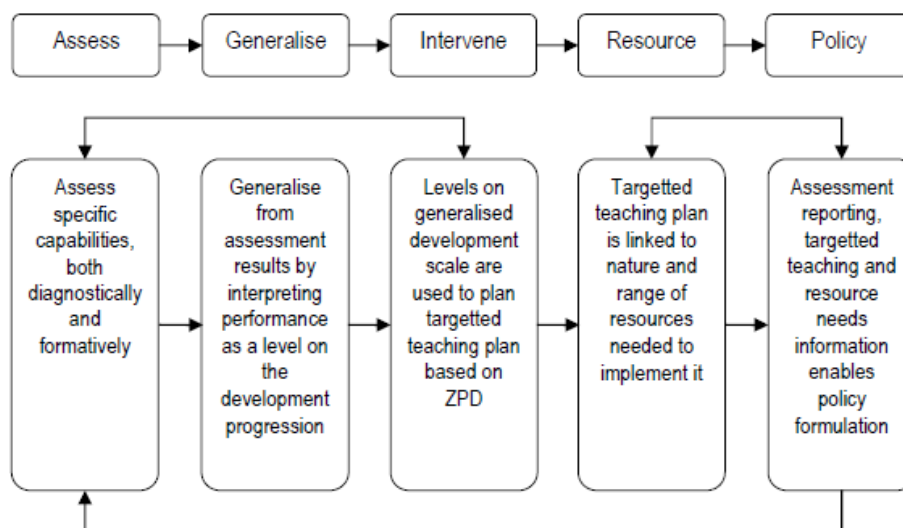 Assess
Generalise
Intervene
Resource
Policy
Assess
specific
capabilities,
both
diagnostically
and
formatively
Generalise
from
assessment
results by
interpreting
performance
as a level on
the
development
progression
Levels on
generalised
development
scale are
used to plan
targetted
teaching plan
based on
ZPD
Targetted
teaching plan
is linked to
nature and
range of
resources
needed to
implement it
Assessment
reporting,
targetted
teaching and
resource
needs
information
enables
policy
formulation